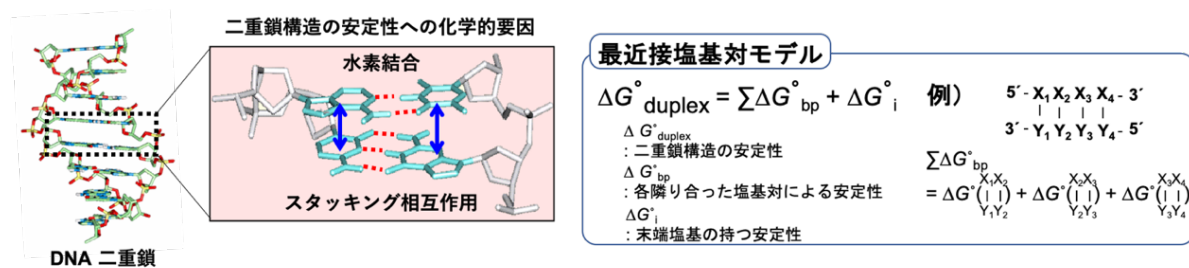 二重鎖構造の安定性への化学的要因
水素結合
スタッキング相互作用
DNA 二重鎖
最近接塩基対モデル
ΔG°duplex = ∑ΔG°bp + ΔG°i
Δ G°duplex
: 二重鎖構造の安定性
Δ G°bp
: 各隣り合った塩基対による安定性
ΔG°i
: 末端塩基の持つ安定性
例）
5´- X1 X2 X3 X4 - 3´
3´- Y1 Y2 Y3 Y4 - 5´
∑ΔG°bp
= ΔG°(X1X2 Y1Y2) + ΔG°(X2X3 Y2Y3) + ΔG°(X3X4 Y3Y4)